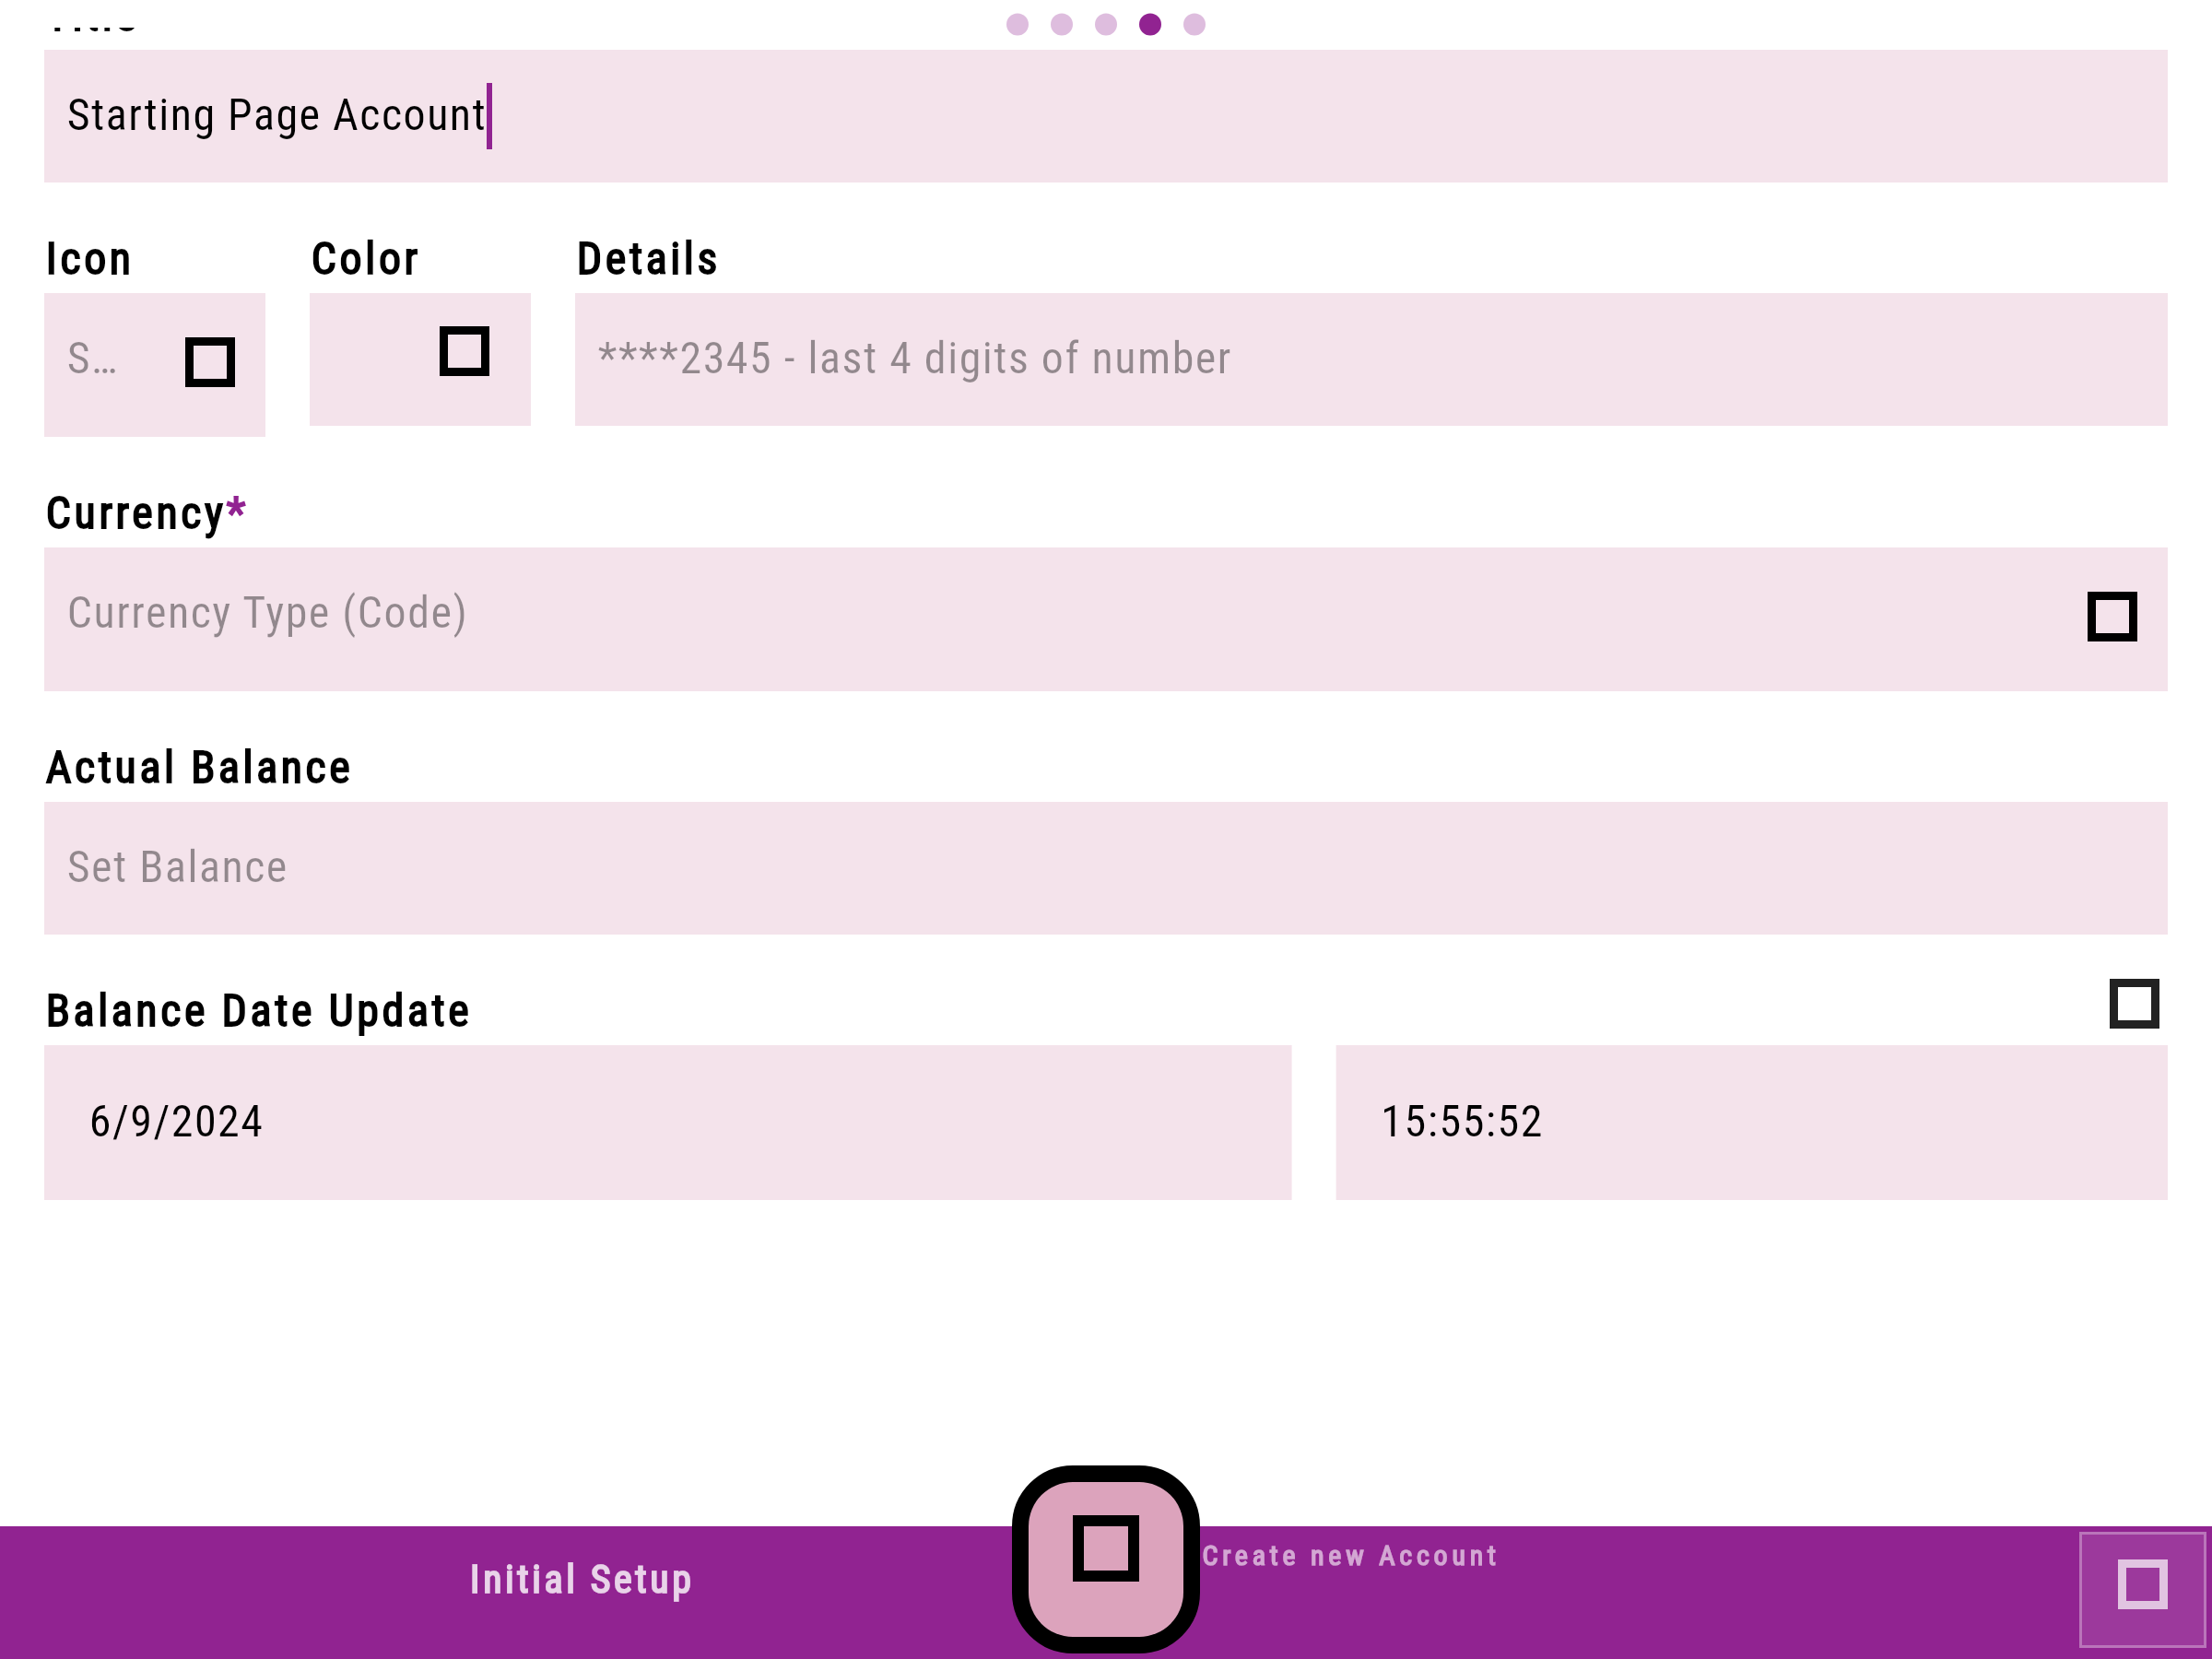 Starting Page Account
Icon Color Details
S... ****2345 - last 4 digits of number
Currency*
Currency Type (Code)
Actual Balance
Set Balance
Balance Date Update
6/9/2024 15:55:52
Initial Setup Create new Account